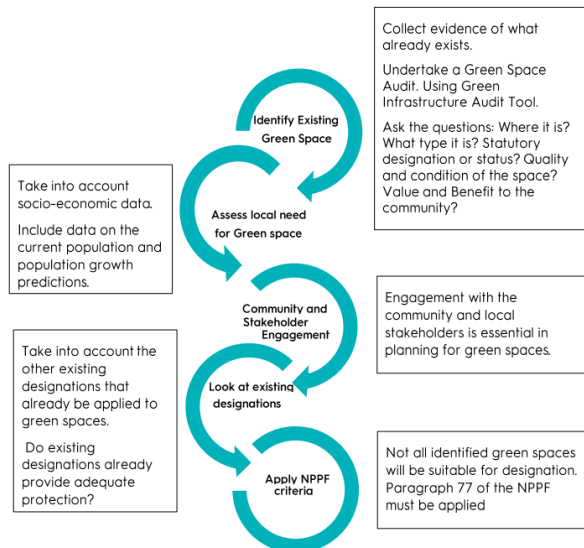 Collect evidence of what
already exists.
Undertake a Green Space
Audit. Using Green
Infrastructure Audit Tool.
Ask the questions: Where it is?
What type it is? Statutory
designation or status? Quality
and condition of the space?
Value and Benefit to the
community?
Identify Existing
Green Space
Take into account
socio-economic data.
Include data on the
current population and
population growth
predictions.
Assess local need
for Green space
Community and
Stakeholder
Engagement
Engagement with the
community and local
stakeholders is essential in
planning for green spaces.
Take into account the
other existing
designations that
already be applied to
green spaces.
Do existing
designations already
provide adequate
protection?
Look at existing
designations
Apply NPPF
criteria
Not all identified green spaces
will be suitable for designation.
Paragraph 77 of the NPPF
must be applied